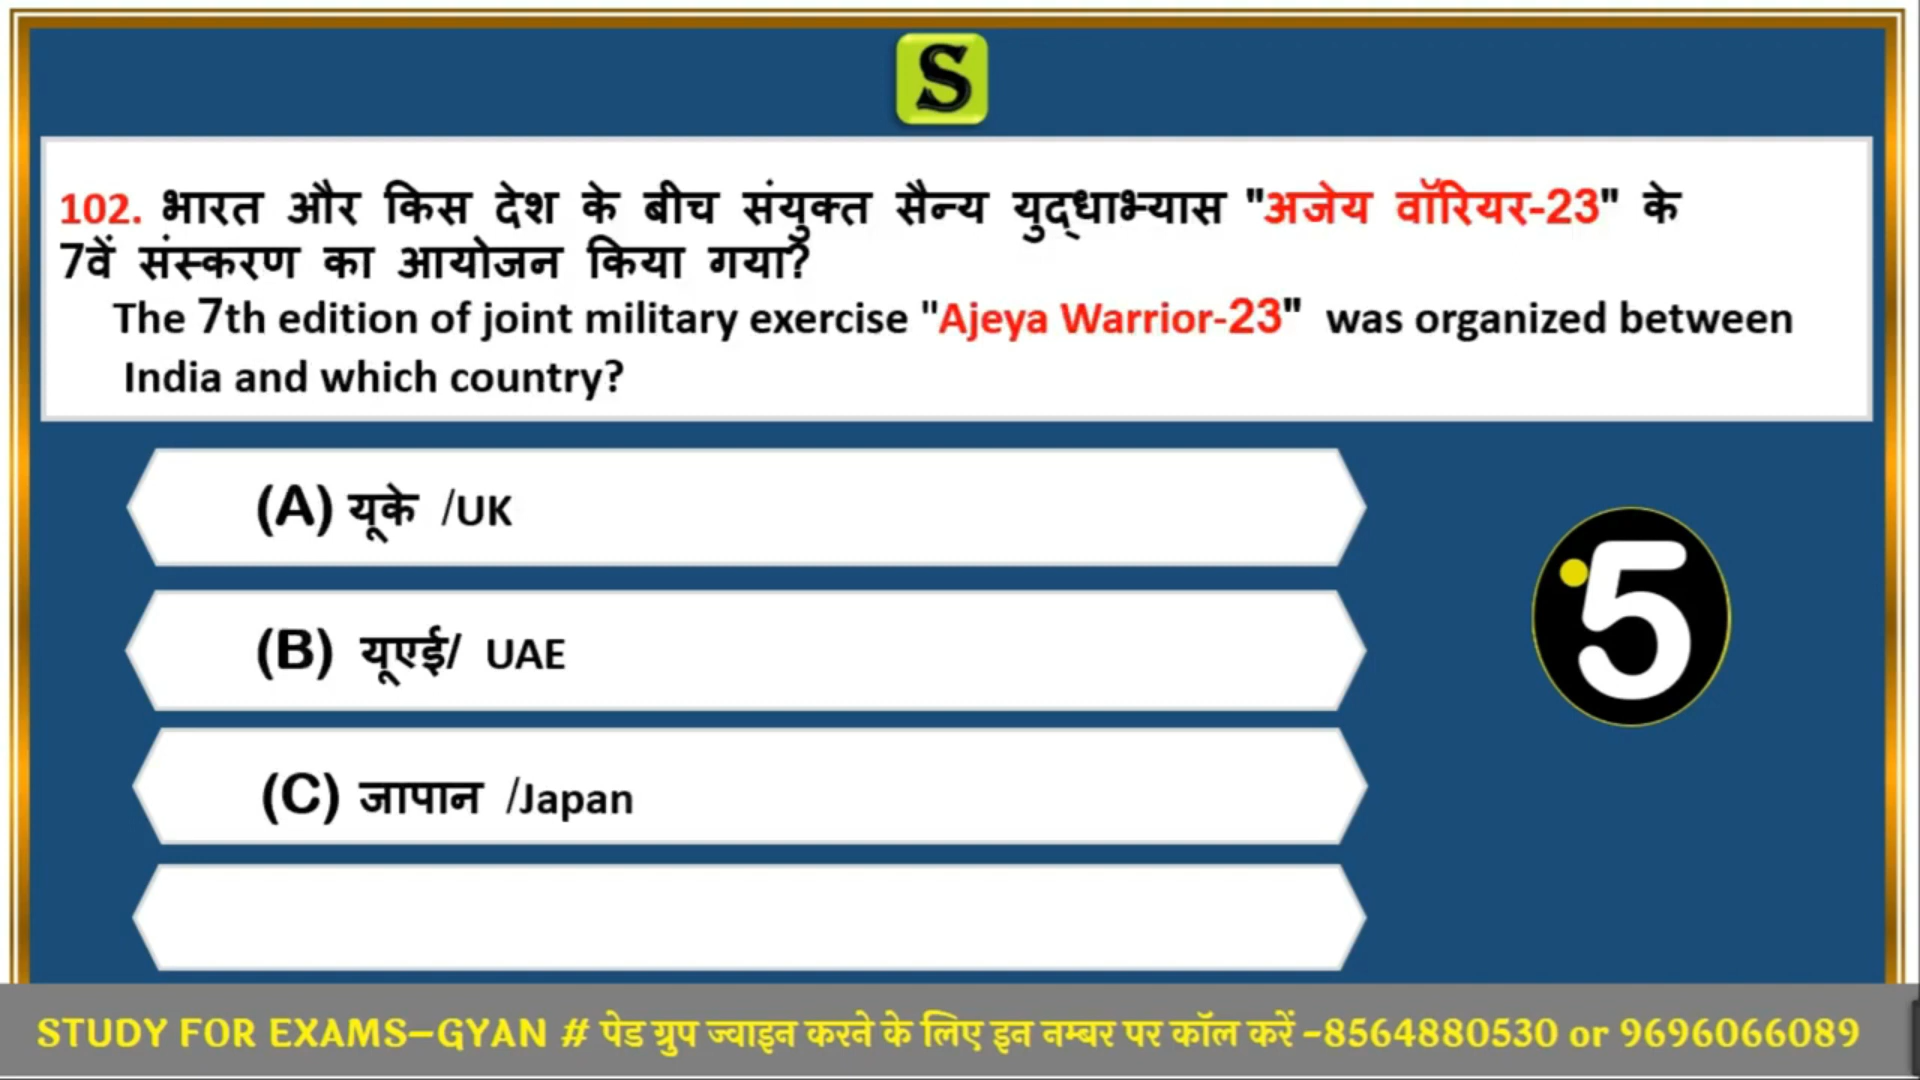 S
102. भारत और किस देश के बीच संयुक्त सैन्य युद्धाभ्यास "अजेय वॉरियर-23" के
7वें संस्करण का आयोजन किया गया?
The 7th edition of joint military exercise "Ajeya Warrior-23" was organized between
India and which country?
(A) यूके /UK
(B) यूएई/ UAE
5
(C) जापान /Japan
STUDY FOR EXAMS–GYAN # पेड ग्रुप ज्वाइन करने के लिए इन नम्बर पर कॉल करें –8564880530 or 9696066089